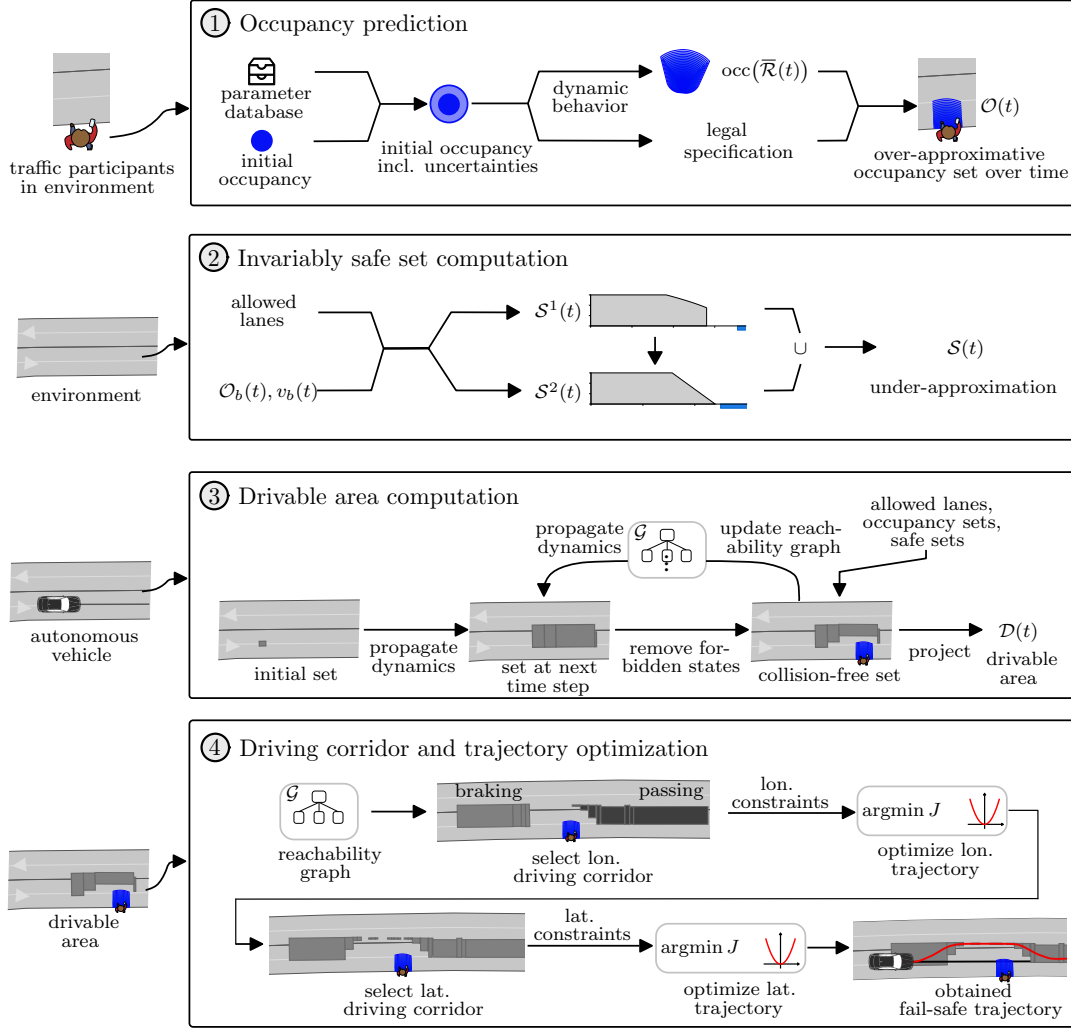 1 Occupancy prediction
traffic participants
in environment
parameter
database
initial
occupancy
initial occupancy
incl. uncertainties
dynamic
behavior
occ(R̅(t))
legal
specification
O(t)
over-approximative
occupancy set over time
2 Invariably safe set computation
environment
allowed
lanes
O_b(t), v_b(t)
S¹(t)
S²(t)
∪
S(t)
under-approximation
3 Drivable area computation
autonomous
vehicle
initial set
propagate
dynamics
set at next
time step
propagate
dynamics
G
update reach-
ability graph
remove for-
bidden states
allowed lanes,
occupancy sets,
safe sets
collision-free set
project
D(t)
drivable
area
4 Driving corridor and trajectory optimization
drivable
area
G
reachability
graph
braking
passing
select lon.
driving corridor
lon.
constraints
argmin J
optimize lon.
trajectory
select lat.
driving corridor
lat.
constraints
argmin J
optimize lat.
trajectory
obtained
fail-safe trajectory